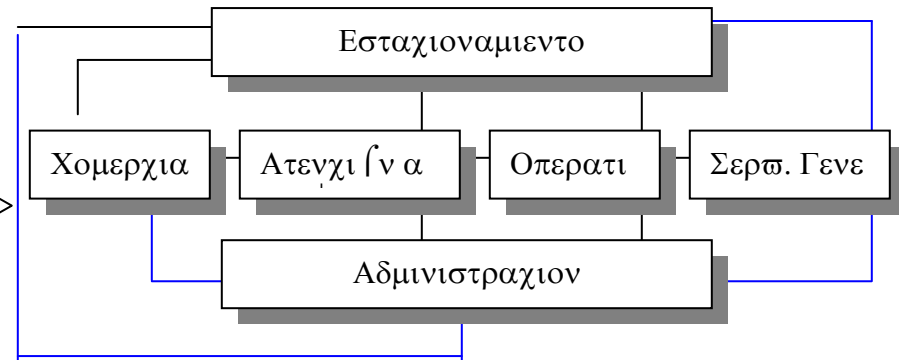 Εσταχιοναμιεντο
Χομερχια
Ατενχι⌠ν α
Οπερατι
Σερϖ. Γενε
Αδμινιστραχιον